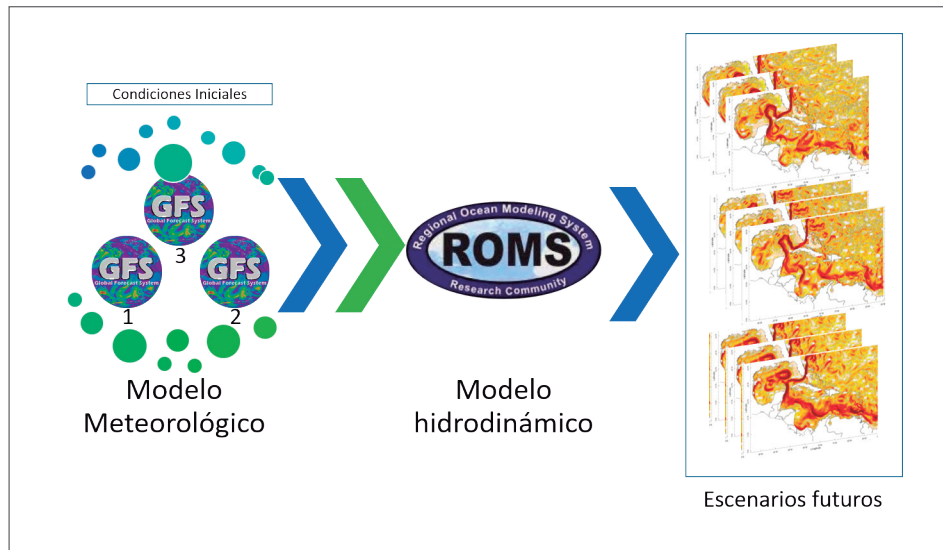 Condiciones Iniciales
GFS
Global Forecast System
3
GFS
Global Forecast System
1
GFS
Global Forecast System
2
Modelo
Meteorológico
Regional Ocean Modeling System
ROMS
Research Community
Modelo
hidrodinámico
Escenarios futuros